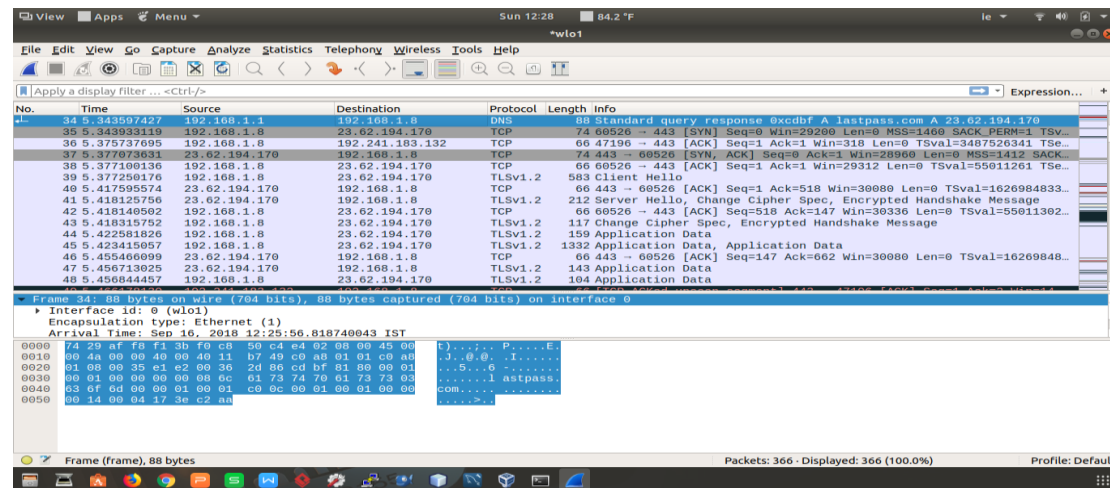 View Apps Menu Sun 12:28 84.2 °F ie
*wlo1
File Edit View Go Capture Analyze Statistics Telephony Wireless Tools Help
Apply a display filter … <Ctrl-/> Expression… +
No. Time Source Destination Protocol Length Info
34 5.343597427 192.168.1.1 192.168.1.8 DNS 88 Standard query response 0xcdbf A lastpass.com A 23.62.194.170
35 5.343933119 192.168.1.8 23.62.194.170 TCP 74 60526 → 443 [SYN] Seq=0 Win=29200 Len=0 MSS=1460 SACK_PERM=1 TSv…
36 5.375737695 192.168.1.8 192.241.183.132 TCP 66 47196 → 443 [ACK] Seq=1 Ack=1 Win=318 Len=0 TSval=3487526341 TSe…
37 5.377073631 23.62.194.170 192.168.1.8 TCP 74 443 → 60526 [SYN, ACK] Seq=0 Ack=1 Win=28960 Len=0 MSS=1412 SACK…
38 5.377100136 192.168.1.8 23.62.194.170 TCP 66 60526 → 443 [ACK] Seq=1 Ack=1 Win=29312 Len=0 TSval=55011261 TSe…
39 5.377250176 192.168.1.8 23.62.194.170 TLSv1.2 583 Client Hello
40 5.417595574 23.62.194.170 192.168.1.8 TCP 66 443 → 60526 [ACK] Seq=1 Ack=518 Win=30080 Len=0 TSval=1626984833…
41 5.418125756 23.62.194.170 192.168.1.8 TLSv1.2 212 Server Hello, Change Cipher Spec, Encrypted Handshake Message
42 5.418140502 192.168.1.8 23.62.194.170 TCP 66 60526 → 443 [ACK] Seq=518 Ack=147 Win=30336 Len=0 TSval=55011302…
43 5.418315752 192.168.1.8 23.62.194.170 TLSv1.2 117 Change Cipher Spec, Encrypted Handshake Message
44 5.422581826 192.168.1.8 23.62.194.170 TLSv1.2 159 Application Data
45 5.423415057 192.168.1.8 23.62.194.170 TLSv1.2 1332 Application Data, Application Data
46 5.455466099 23.62.194.170 192.168.1.8 TCP 66 443 → 60526 [ACK] Seq=147 Ack=662 Win=30080 Len=0 TSval=16269848…
47 5.456713025 23.62.194.170 192.168.1.8 TLSv1.2 143 Application Data
48 5.456844457 192.168.1.8 23.62.194.170 TLSv1.2 104 Application Data
Frame 34: 88 bytes on wire (704 bits), 88 bytes captured (704 bits) on interface 0
Interface id: 0 (wlo1)
Encapsulation type: Ethernet (1)
Arrival Time: Sep 16, 2018 12:25:56.818740043 IST
0000 74 29 af f8 f1 3b f0 c8 50 c4 e4 02 08 00 45 00 t)...;.. P.....E.
0010 00 4a 00 00 40 00 40 11 b7 49 c0 a8 01 01 c0 a8 .J..@.@. .I......
0020 01 08 00 35 e1 e2 00 36 2d 86 cd bf 81 80 00 01 ...5...6 -.......
0030 00 01 00 00 00 00 08 6c 61 73 74 70 61 73 73 03 .......l astpass.
0040 63 6f 6d 00 00 01 00 01 c0 0c 00 01 00 01 00 00 com..... ........
0050 00 14 00 04 17 3e c2 aa .....>..
Frame (frame), 88 bytes Packets: 366 · Displayed: 366 (100.0%) Profile: Defaul